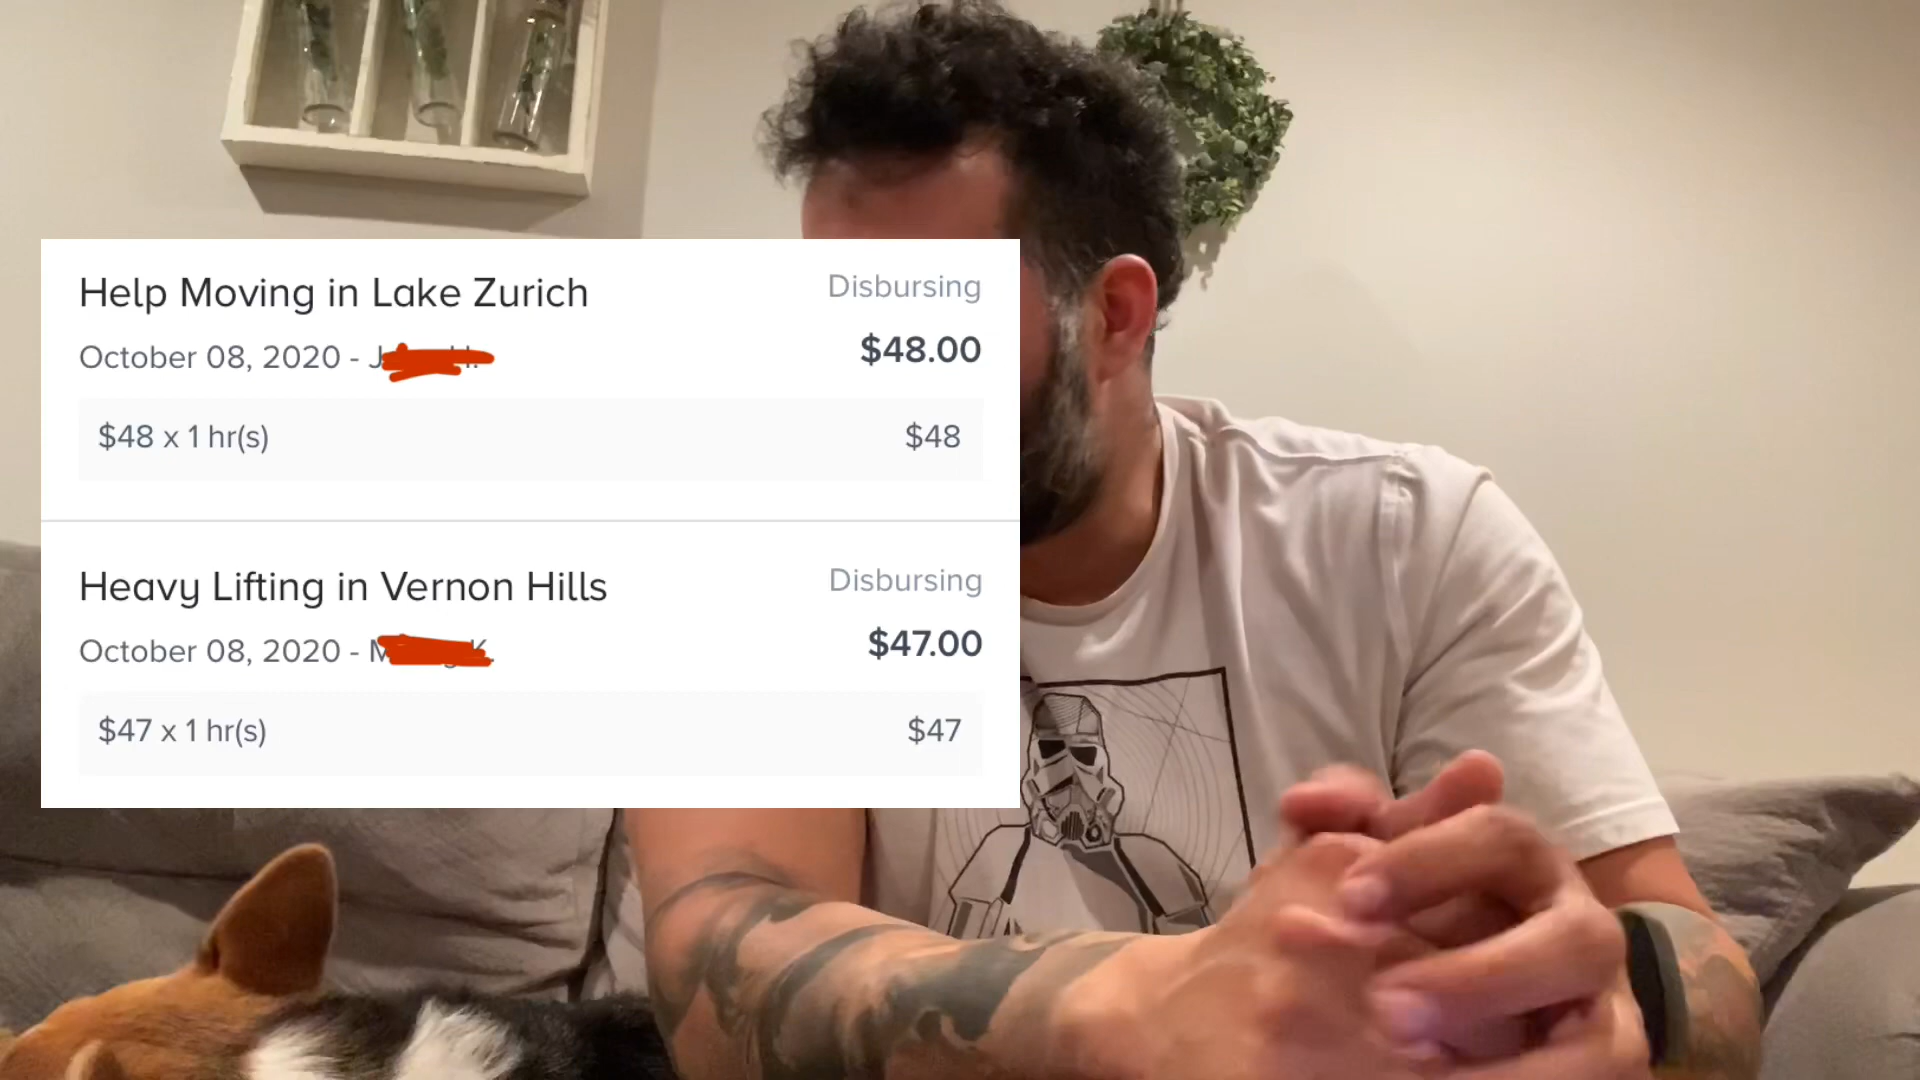 Help Moving in Lake Zurich
Disbursing
October 08, 2020 -
$48.00
$48 x 1 hr(s)
$48
Heavy Lifting in Vernon Hills
Disbursing
October 08, 2020 -
$47.00
$47 x 1 hr(s)
$47